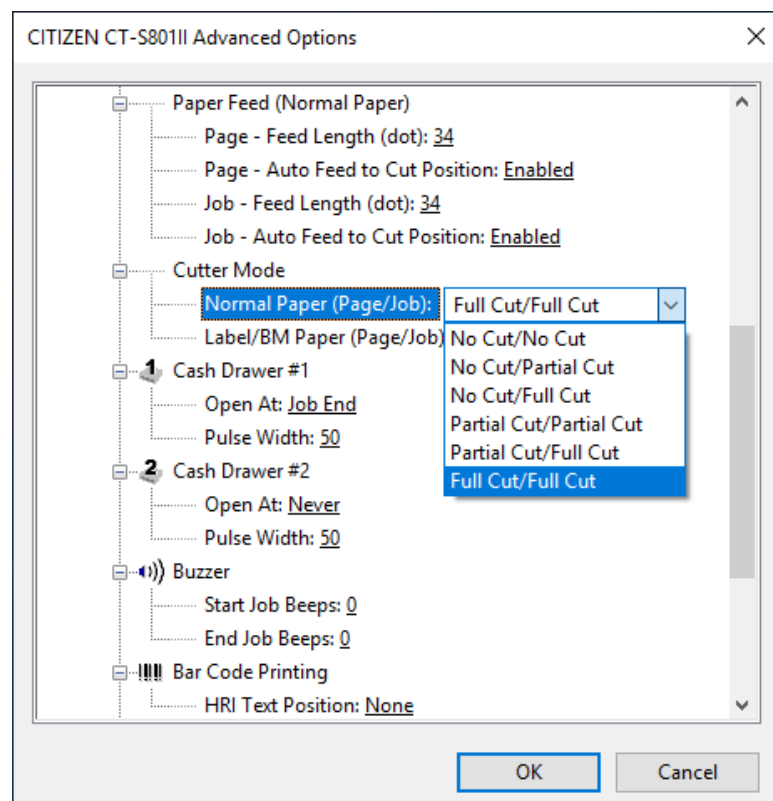 CITIZEN CT-S801II Advanced Options
Paper Feed (Normal Paper)
Page - Feed Length (dot): 34
Page - Auto Feed to Cut Position: Enabled
Job - Feed Length (dot): 34
Job - Auto Feed to Cut Position: Enabled
Cutter Mode
Normal Paper (Page/Job): Full Cut/Full Cut
Label/BM Paper (Page/Job)
No Cut/No Cut
No Cut/Partial Cut
No Cut/Full Cut
Partial Cut/Partial Cut
Partial Cut/Full Cut
Full Cut/Full Cut
1 Cash Drawer #1
Open At: Job End
Pulse Width: 50
2 Cash Drawer #2
Open At: Never
Pulse Width: 50
Buzzer
Start Job Beeps: 0
End Job Beeps: 0
Bar Code Printing
HRI Text Position: None
OK
Cancel